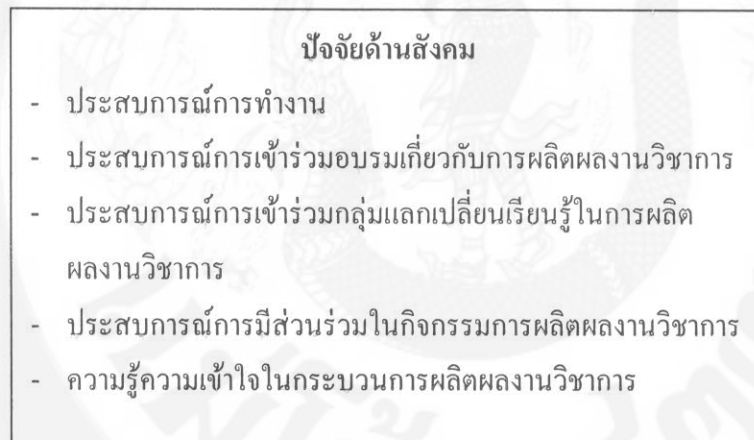 ปัจจัยด้านสังคม
- ประสบการณ์การทำงาน
- ประสบการณ์การเข้าร่วมอบรมเกี่ยวกับการผลิตผลงานวิชาการ
- ประสบการณ์การเข้าร่วมกลุ่มแลกเปลี่ยนเรียนรู้ในการผลิต
ผลงานวิชาการ
- ประสบการณ์การมีส่วนร่วมในกิจกรรมการผลิตผลงานวิชาการ
- ความรู้ความเข้าใจในกระบวนการผลิตผลงานวิชาการ